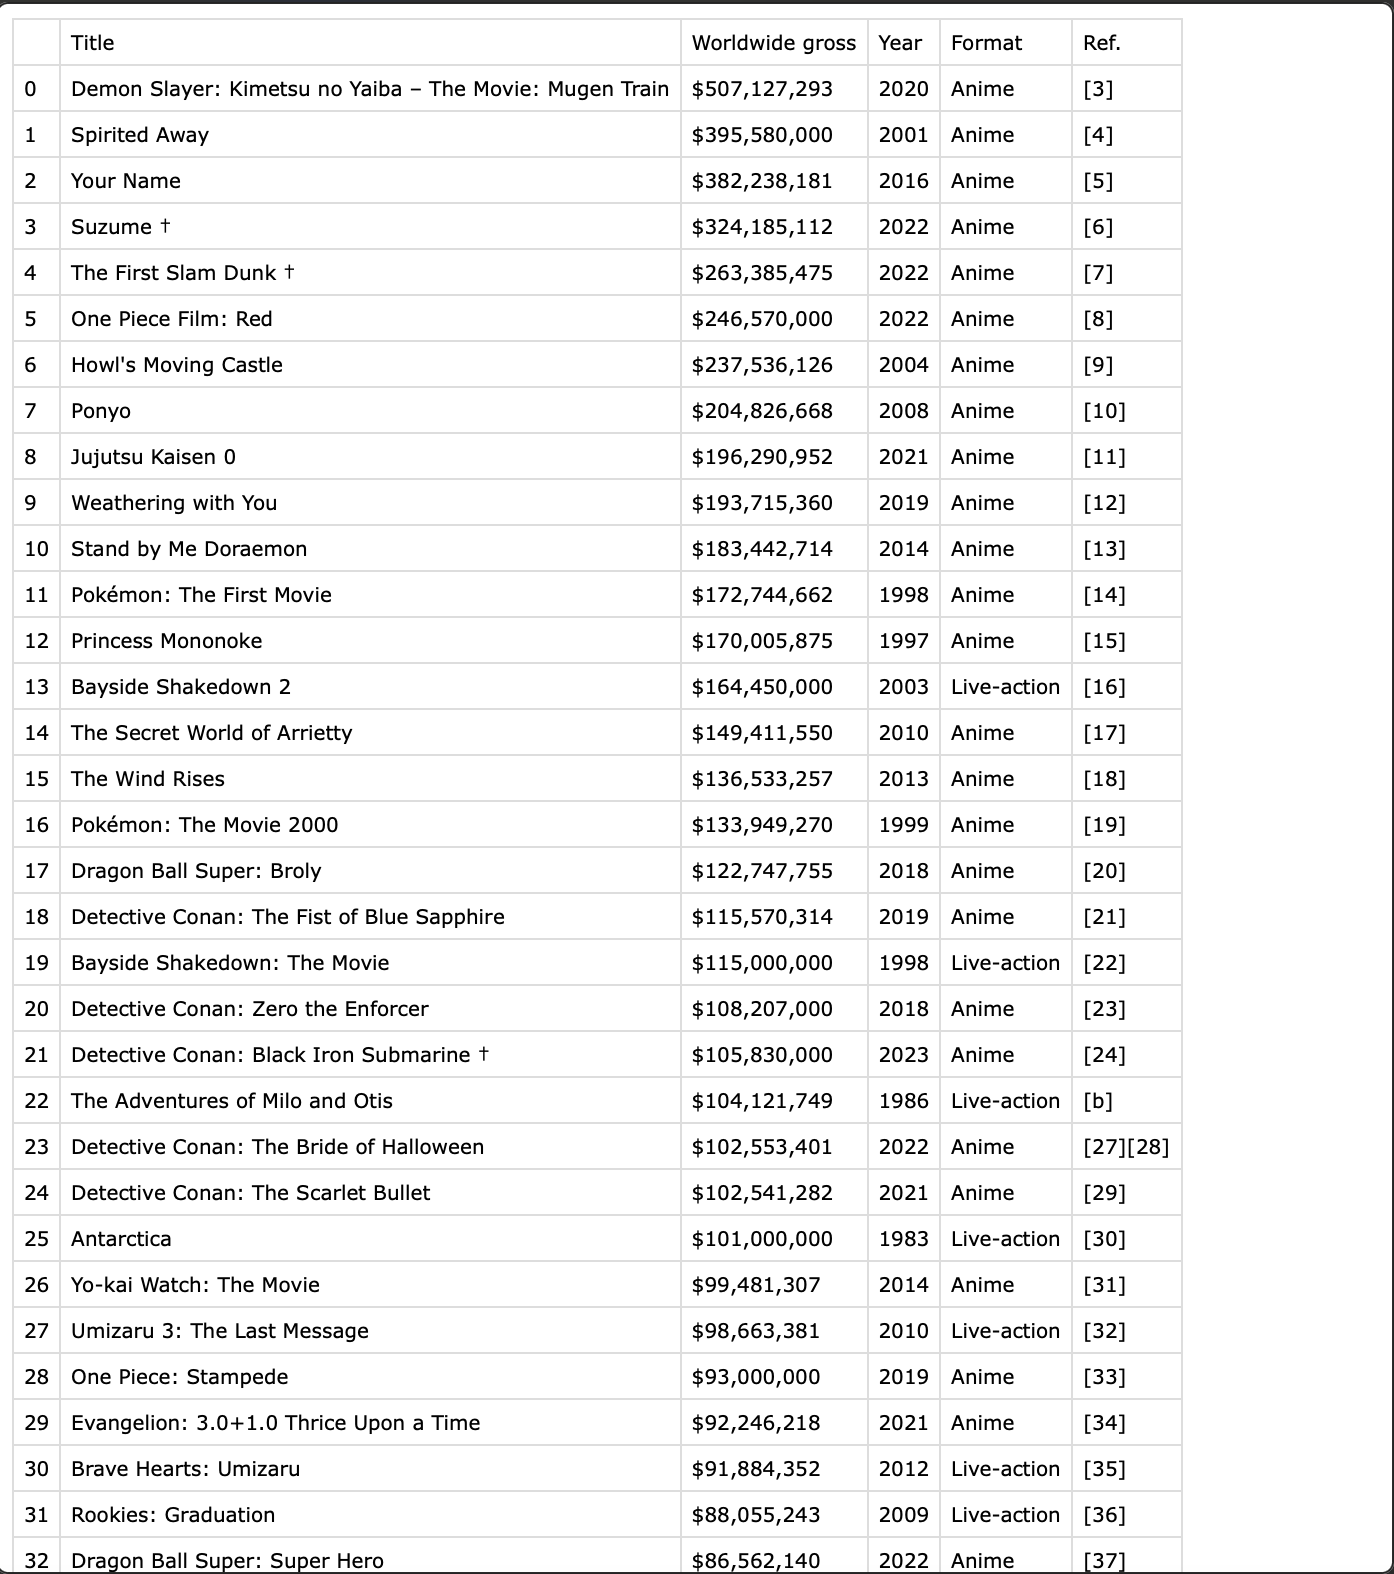 Title Worldwide gross Year Format Ref.
0 Demon Slayer: Kimetsu no Yaiba – The Movie: Mugen Train $507,127,293 2020 Anime [3]
1 Spirited Away $395,580,000 2001 Anime [4]
2 Your Name $382,238,181 2016 Anime [5]
3 Suzume † $324,185,112 2022 Anime [6]
4 The First Slam Dunk † $263,385,475 2022 Anime [7]
5 One Piece Film: Red $246,570,000 2022 Anime [8]
6 Howl's Moving Castle $237,536,126 2004 Anime [9]
7 Ponyo $204,826,668 2008 Anime [10]
8 Jujutsu Kaisen 0 $196,290,952 2021 Anime [11]
9 Weathering with You $193,715,360 2019 Anime [12]
10 Stand by Me Doraemon $183,442,714 2014 Anime [13]
11 Pokémon: The First Movie $172,744,662 1998 Anime [14]
12 Princess Mononoke $170,005,875 1997 Anime [15]
13 Bayside Shakedown 2 $164,450,000 2003 Live-action [16]
14 The Secret World of Arrietty $149,411,550 2010 Anime [17]
15 The Wind Rises $136,533,257 2013 Anime [18]
16 Pokémon: The Movie 2000 $133,949,270 1999 Anime [19]
17 Dragon Ball Super: Broly $122,747,755 2018 Anime [20]
18 Detective Conan: The Fist of Blue Sapphire $115,570,314 2019 Anime [21]
19 Bayside Shakedown: The Movie $115,000,000 1998 Live-action [22]
20 Detective Conan: Zero the Enforcer $108,207,000 2018 Anime [23]
21 Detective Conan: Black Iron Submarine † $105,830,000 2023 Anime [24]
22 The Adventures of Milo and Otis $104,121,749 1986 Live-action [b]
23 Detective Conan: The Bride of Halloween $102,553,401 2022 Anime [27][28]
24 Detective Conan: The Scarlet Bullet $102,541,282 2021 Anime [29]
25 Antarctica $101,000,000 1983 Live-action [30]
26 Yo-kai Watch: The Movie $99,481,307 2014 Anime [31]
27 Umizaru 3: The Last Message $98,663,381 2010 Live-action [32]
28 One Piece: Stampede $93,000,000 2019 Anime [33]
29 Evangelion: 3.0+1.0 Thrice Upon a Time $92,246,218 2021 Anime [34]
30 Brave Hearts: Umizaru $91,884,352 2012 Live-action [35]
31 Rookies: Graduation $88,055,243 2009 Live-action [36]
32 Dragon Ball Super: Super Hero $86,562,140 2022 Anime [37]